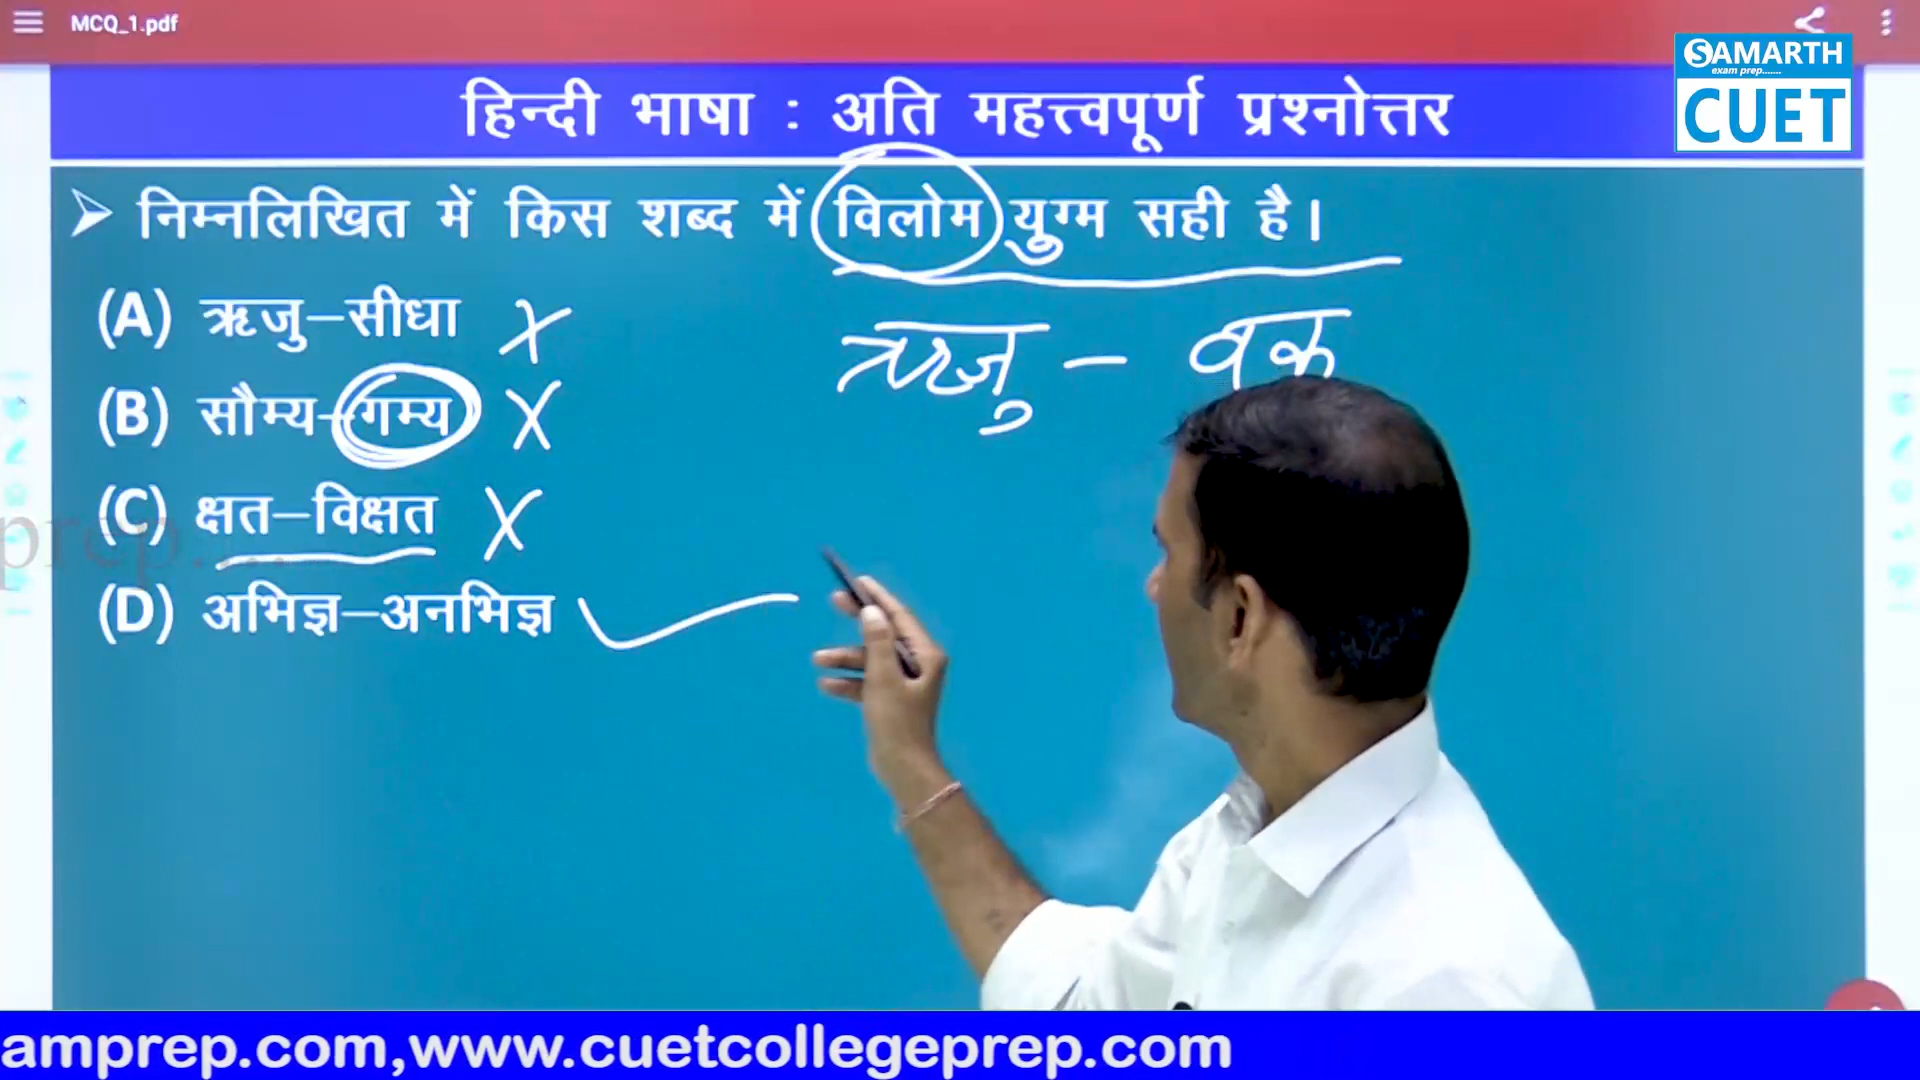 MCQ_1.pdf
SAMARTH
exam prep.......
CUET
हिन्दी भाषा : अति महत्त्वपूर्ण प्रश्नोत्तर
निम्नलिखित में किस शब्द में विलोम युग्म सही है।
(A) ऋजु–सीधा X
ऋजु – वक्र
(B) सौम्य–गम्य X
(C) क्षत–विक्षत X
prep.....
(D) अभिज्ञ–अनभिज्ञ
amprep.com,www.cuetcollegeprep.com